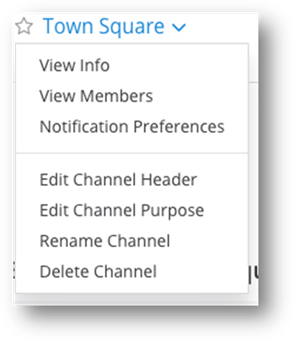 Town Square
View Info
View Members
Notification Preferences
Edit Channel Header
Edit Channel Purpose
Rename Channel
Delete Channel